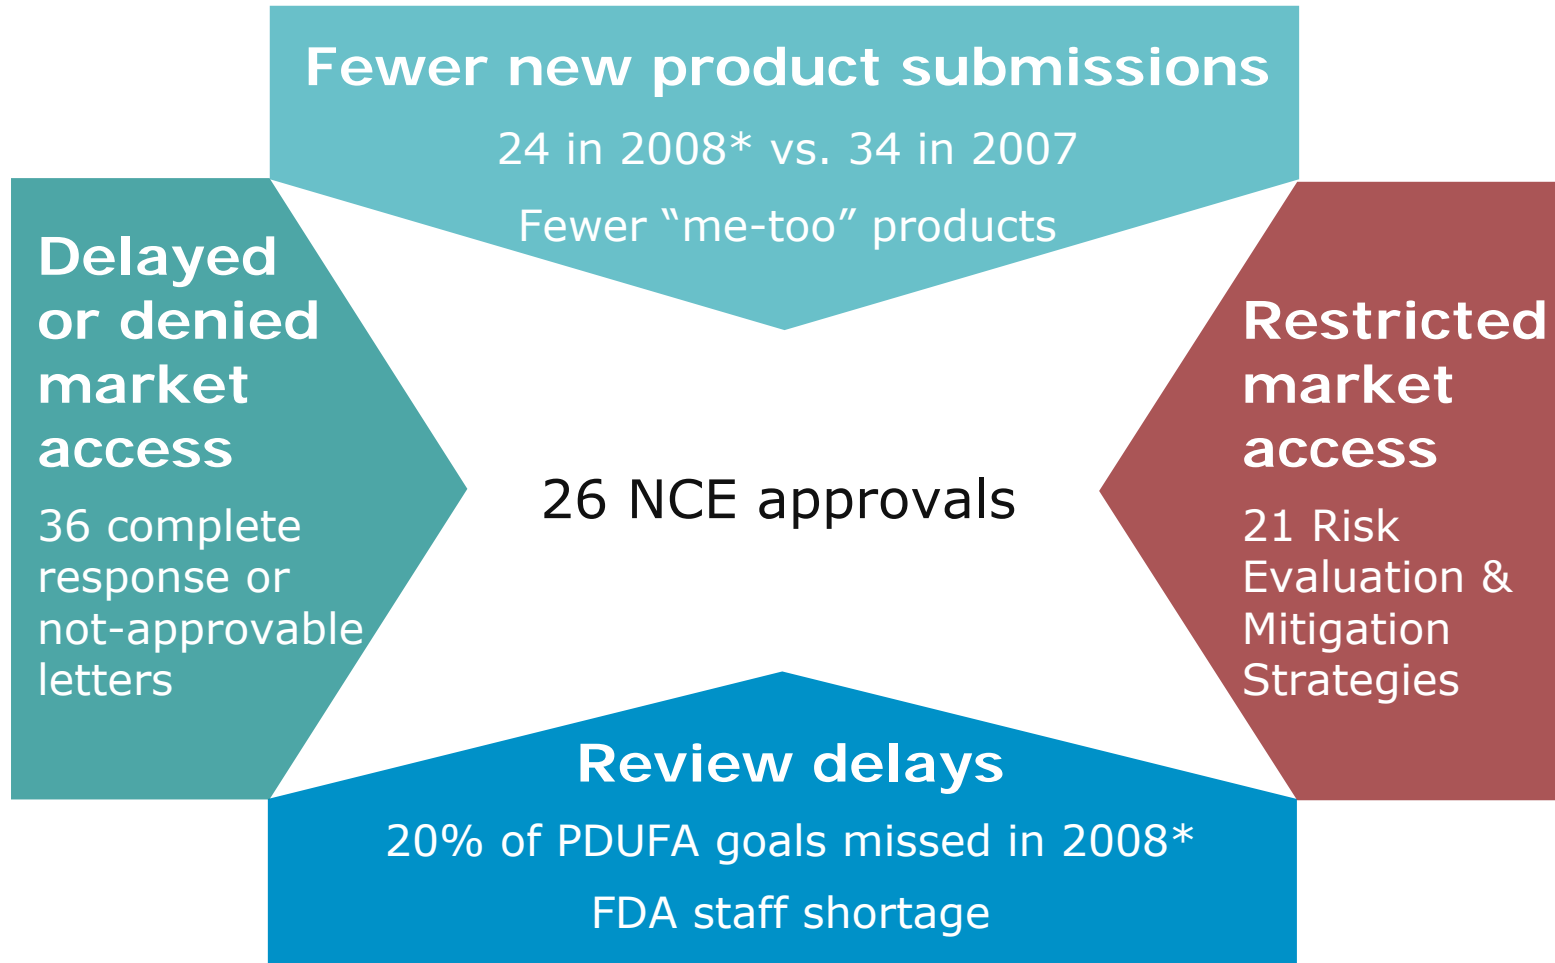 Fewer new product submissions
24 in 2008* vs. 34 in 2007
Fewer “me-too” products
Delayed
or denied
market
access
36 complete
response or
not-approvable
letters
26 NCE approvals
Restricted
market
access
21 Risk
Evaluation &
Mitigation
Strategies
Review delays
20% of PDUFA goals missed in 2008*
FDA staff shortage